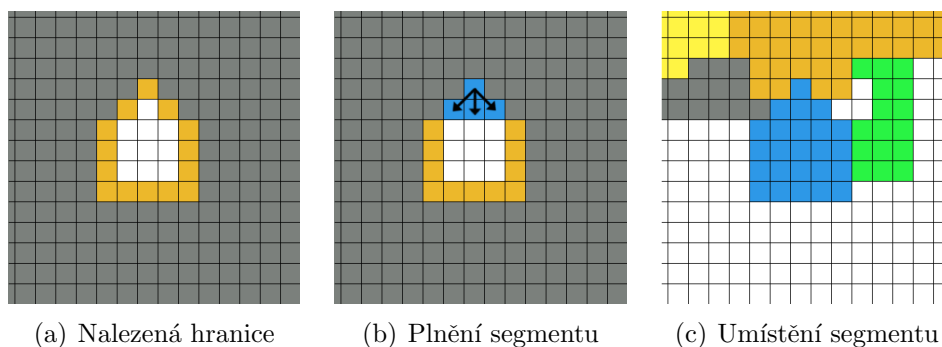 (a) Nalezená hranice
(b) Plnění segmentu
(c) Umístění segmentu